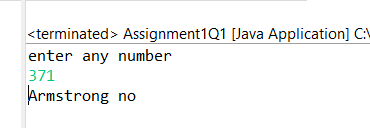 <terminated> Assignment1Q1 [Java Application] C:\
enter any number
371
Armstrong no